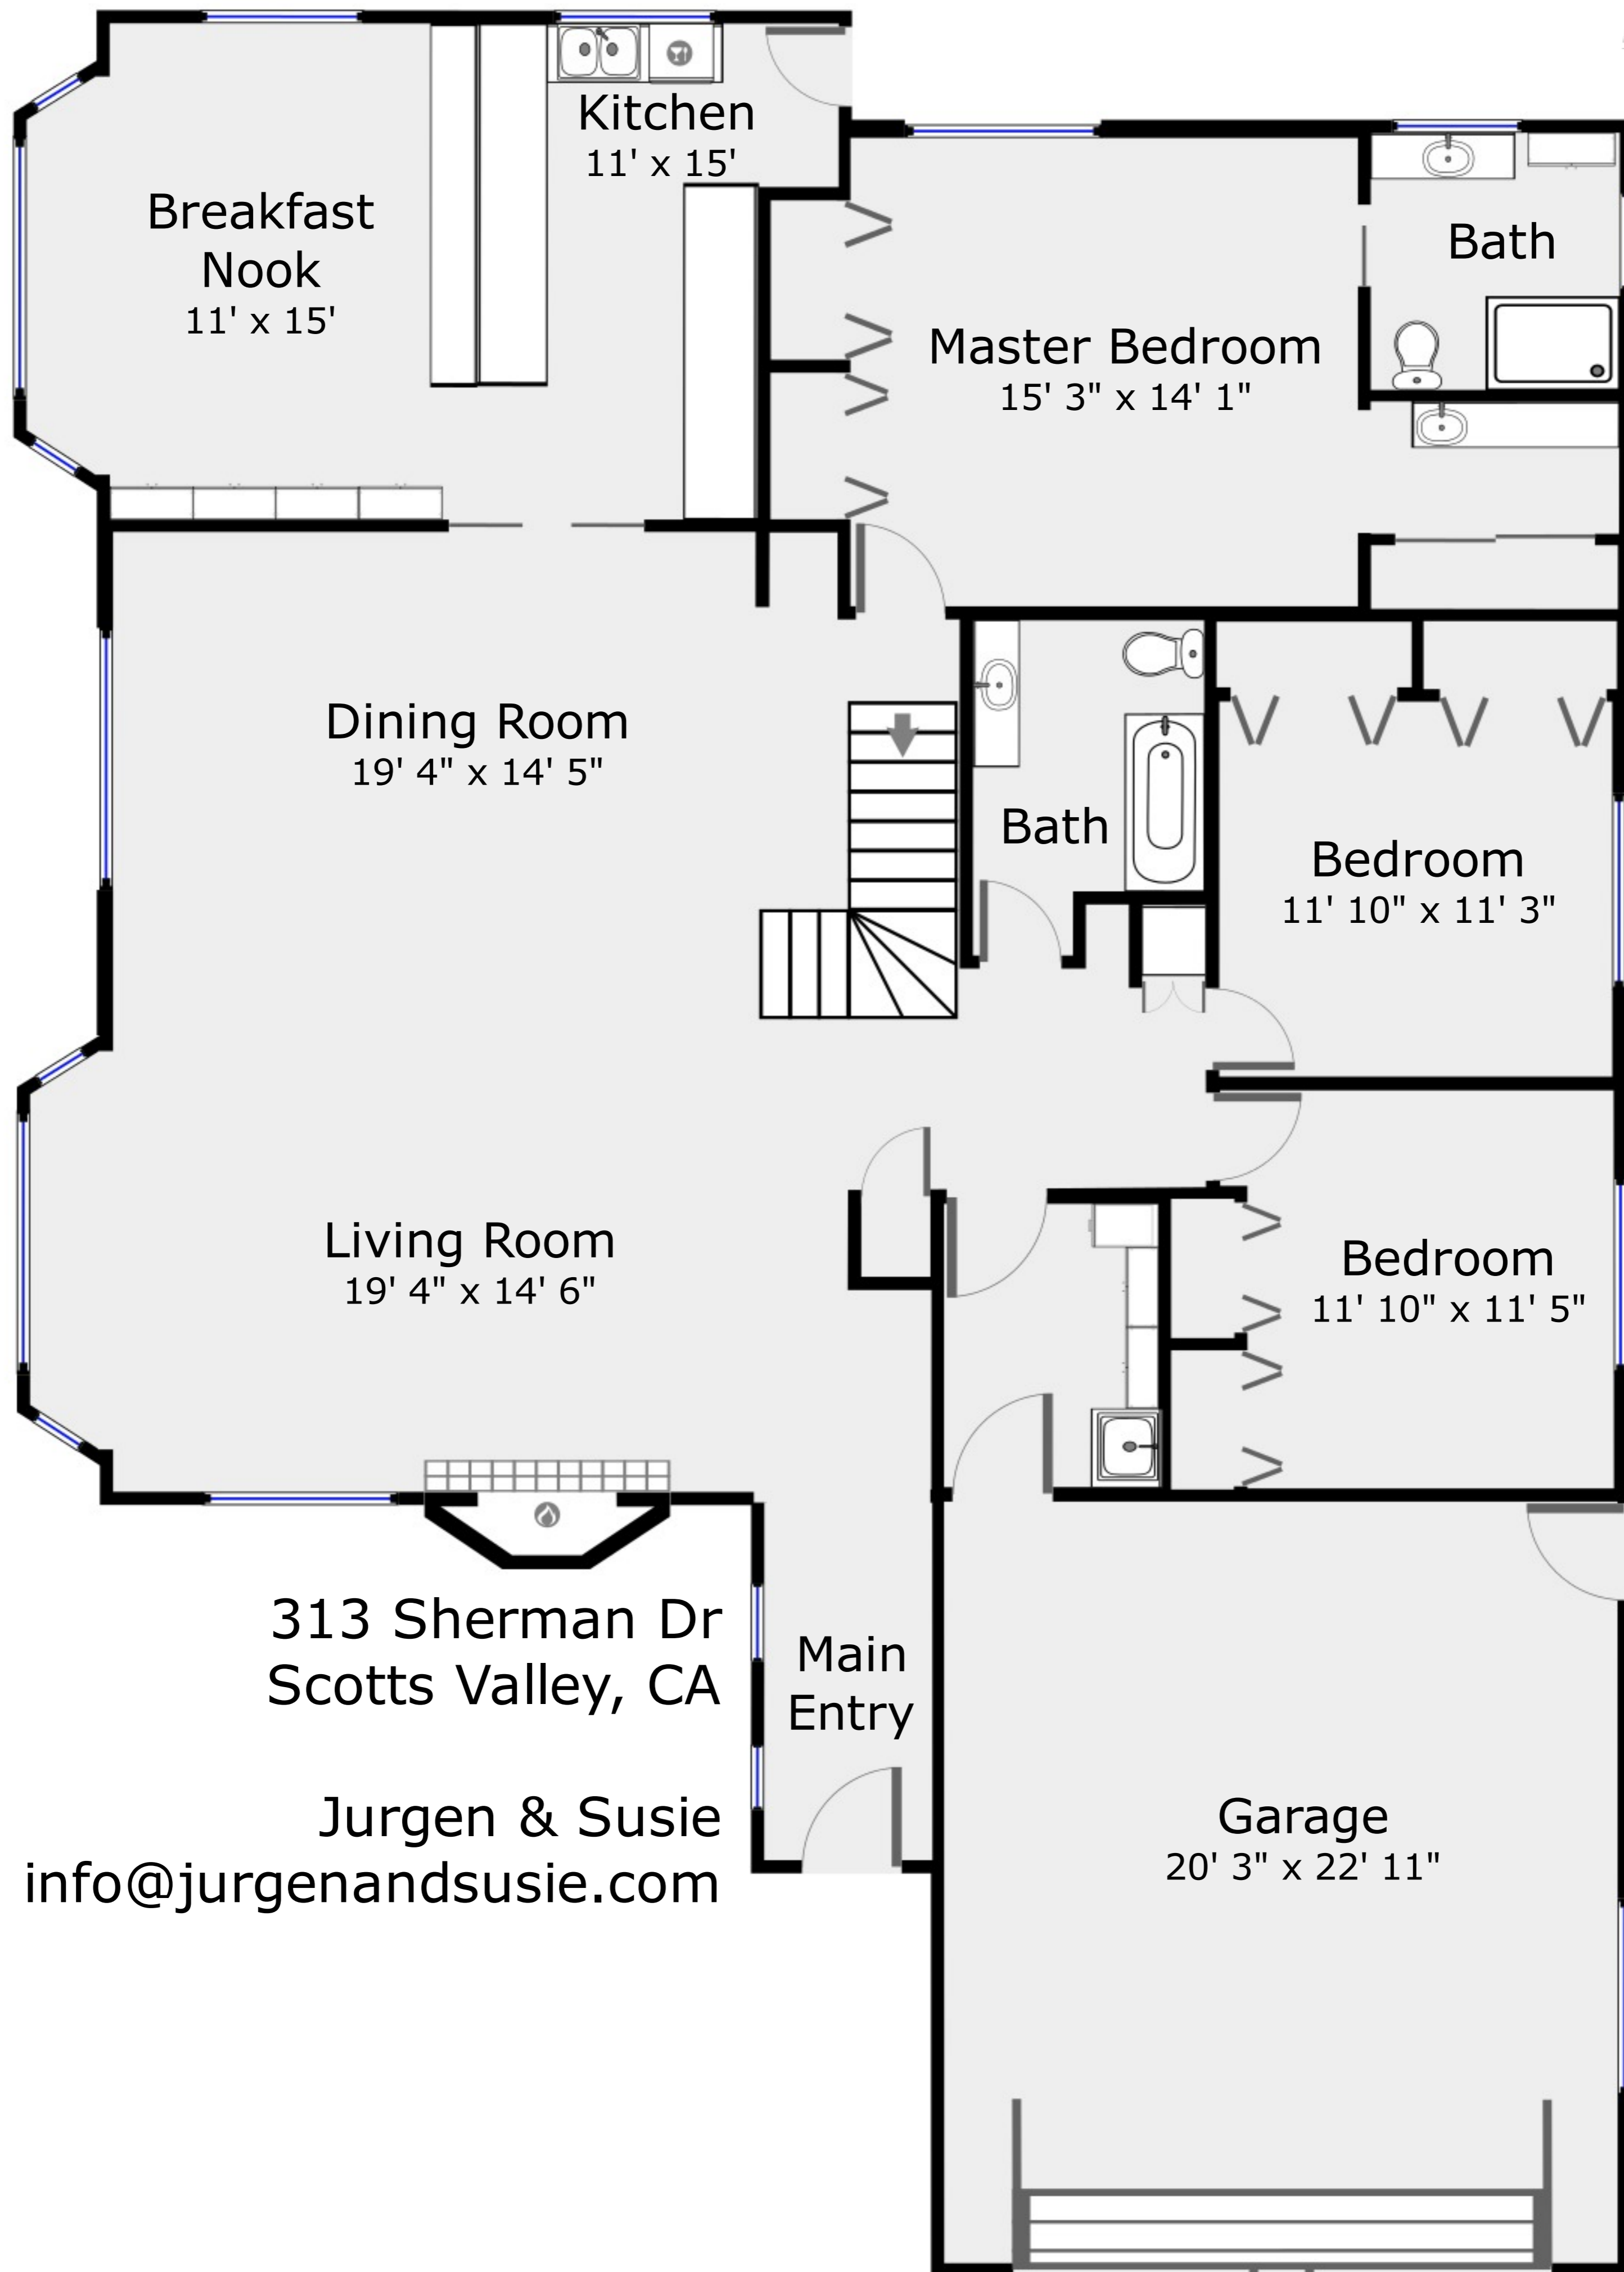 Kitchen
11' x 15'
Breakfast
Nook
11' x 15'
Bath
Master Bedroom
15' 3" x 14' 1"
Dining Room
19' 4" x 14' 5"
Bath
Bedroom
11' 10" x 11' 3"
Living Room
19' 4" x 14' 6"
Bedroom
11' 10" x 11' 5"
313 Sherman Dr
Scotts Valley, CA
Main
Entry
Jurgen & Susie
info@jurgenandsusie.com
Garage
20' 3" x 22' 11"